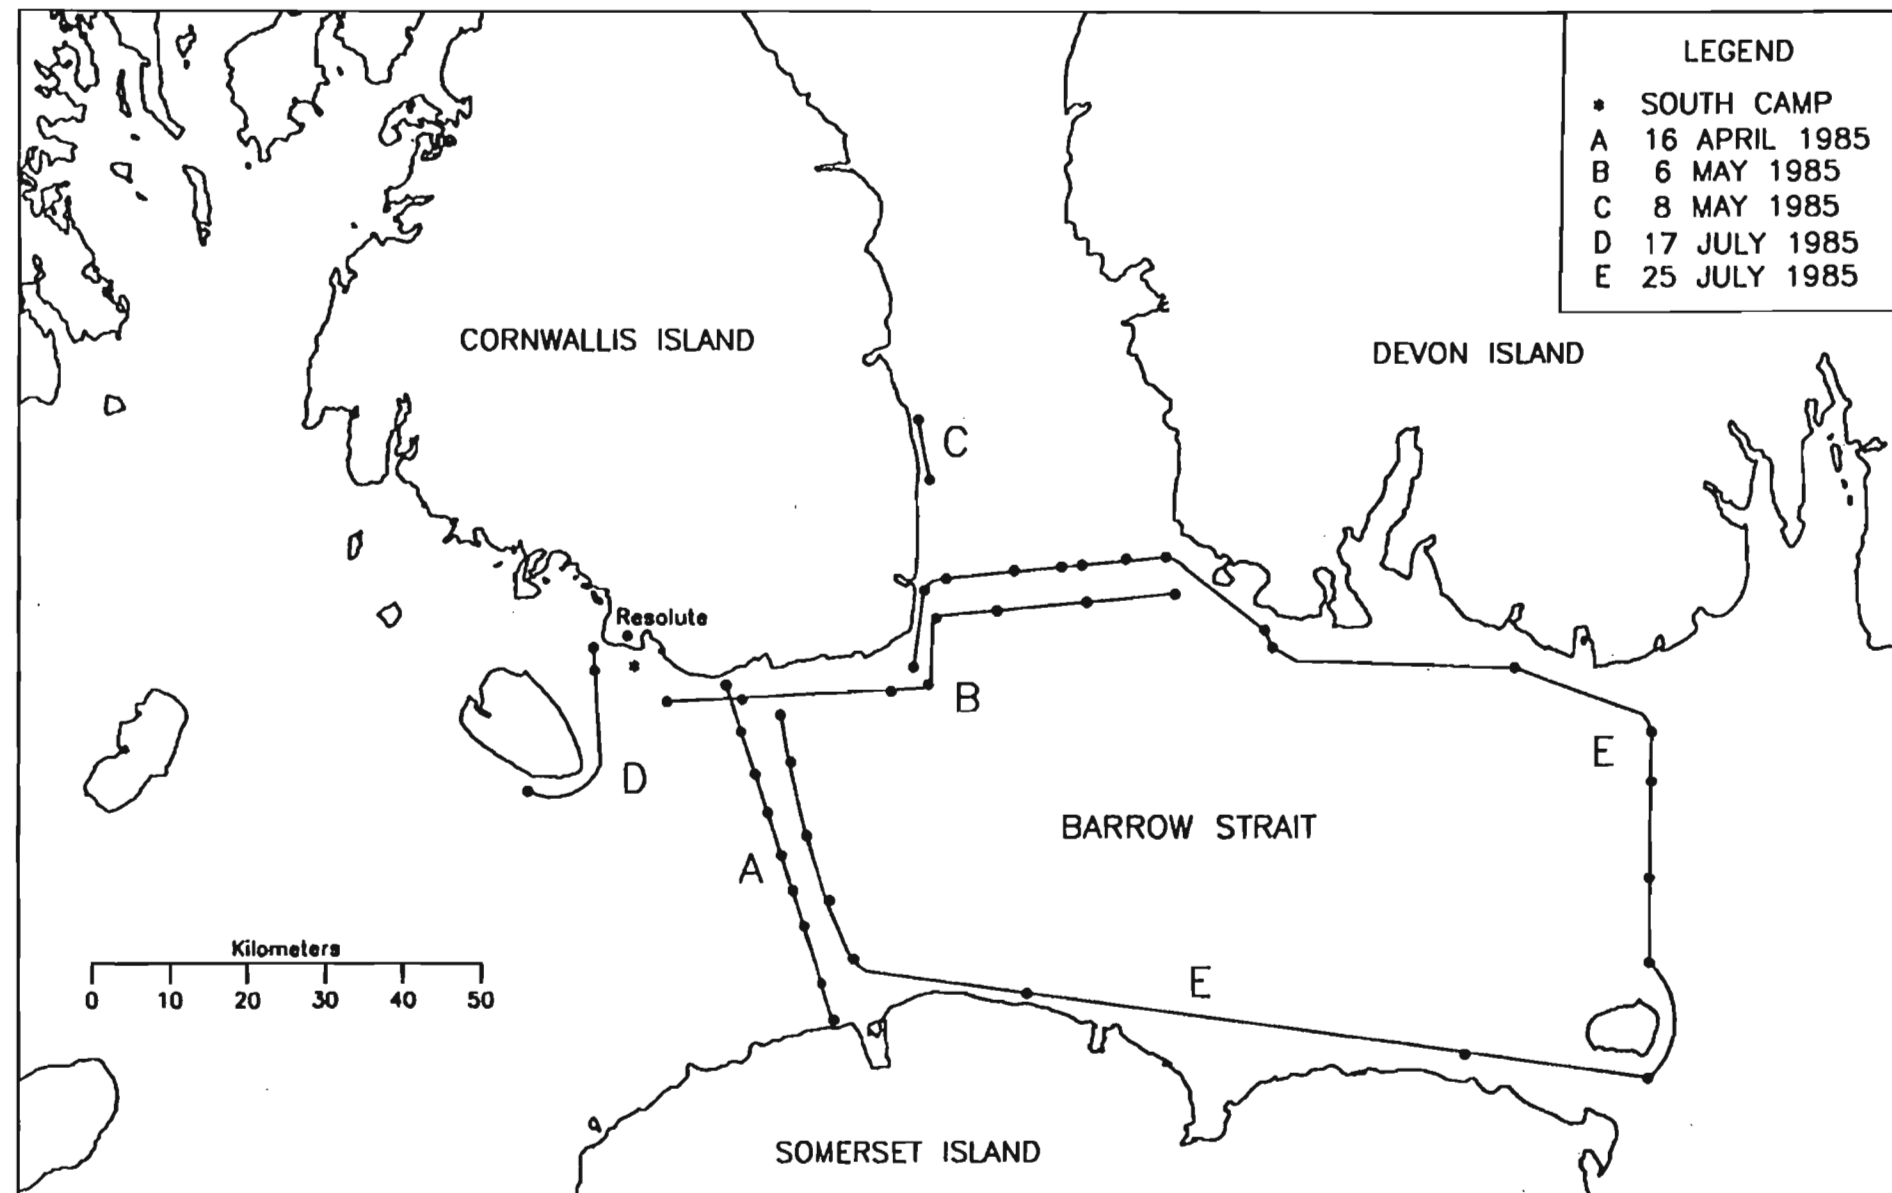 LEGEND
* SOUTH CAMP
A 16 APRIL 1985
B 6 MAY 1985
C 8 MAY 1985
D 17 JULY 1985
E 25 JULY 1985
CORNWALLIS ISLAND
DEVON ISLAND
C
Resolute
B
E
D
BARROW STRAIT
A
Kilometers
0 10 20 30 40 50
E
SOMERSET ISLAND